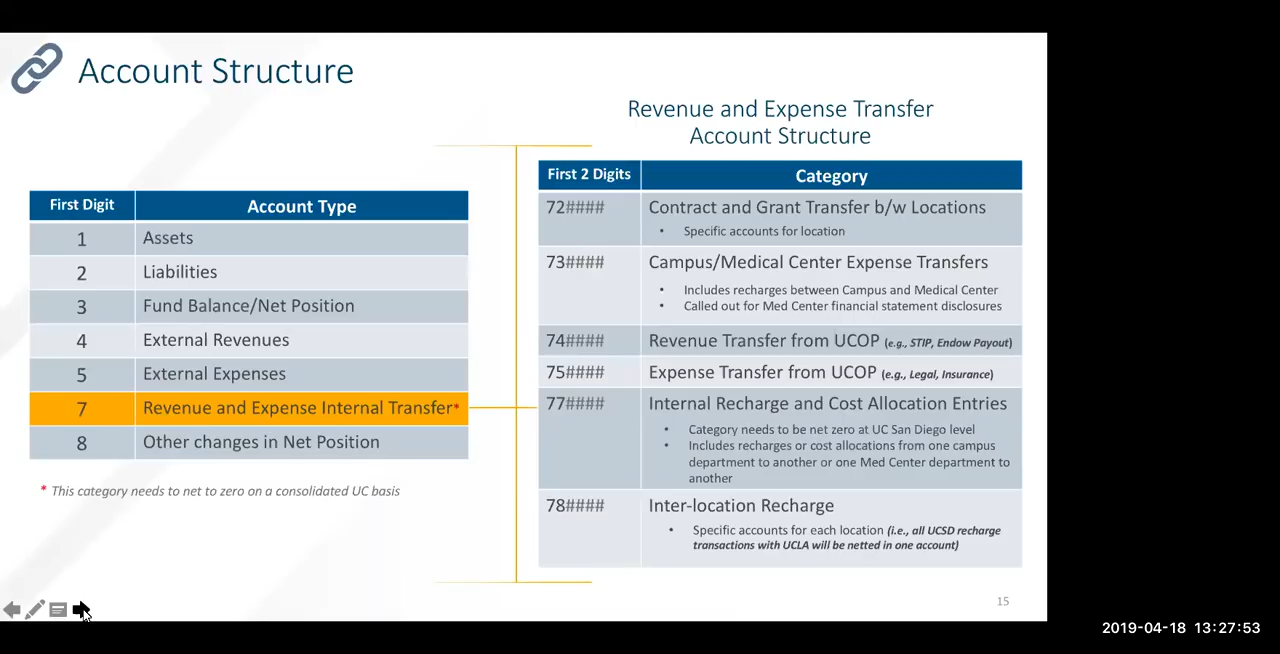 Account Structure
Revenue and Expense Transfer
Account Structure
First Digit Account Type
1 Assets
2 Liabilities
3 Fund Balance/Net Position
4 External Revenues
5 External Expenses
7 Revenue and Expense Internal Transfer*
8 Other changes in Net Position
* This category needs to net to zero on a consolidated UC basis
First 2 Digits Category
72#### Contract and Grant Transfer b/w Locations
• Specific accounts for location
73#### Campus/Medical Center Expense Transfers
• Includes recharges between Campus and Medical Center
• Called out for Med Center financial statement disclosures
74#### Revenue Transfer from UCOP (e.g., STIP, Endow Payout)
75#### Expense Transfer from UCOP (e.g., Legal, Insurance)
77#### Internal Recharge and Cost Allocation Entries
• Category needs to be net zero at UC San Diego level
• Includes recharges or cost allocations from one campus
department to another or one Med Center department to
another
78#### Inter-location Recharge
• Specific accounts for each location (i.e., all UCSD recharge
transactions with UCLA will be netted in one account)
15
2019-04-18 13:27:53